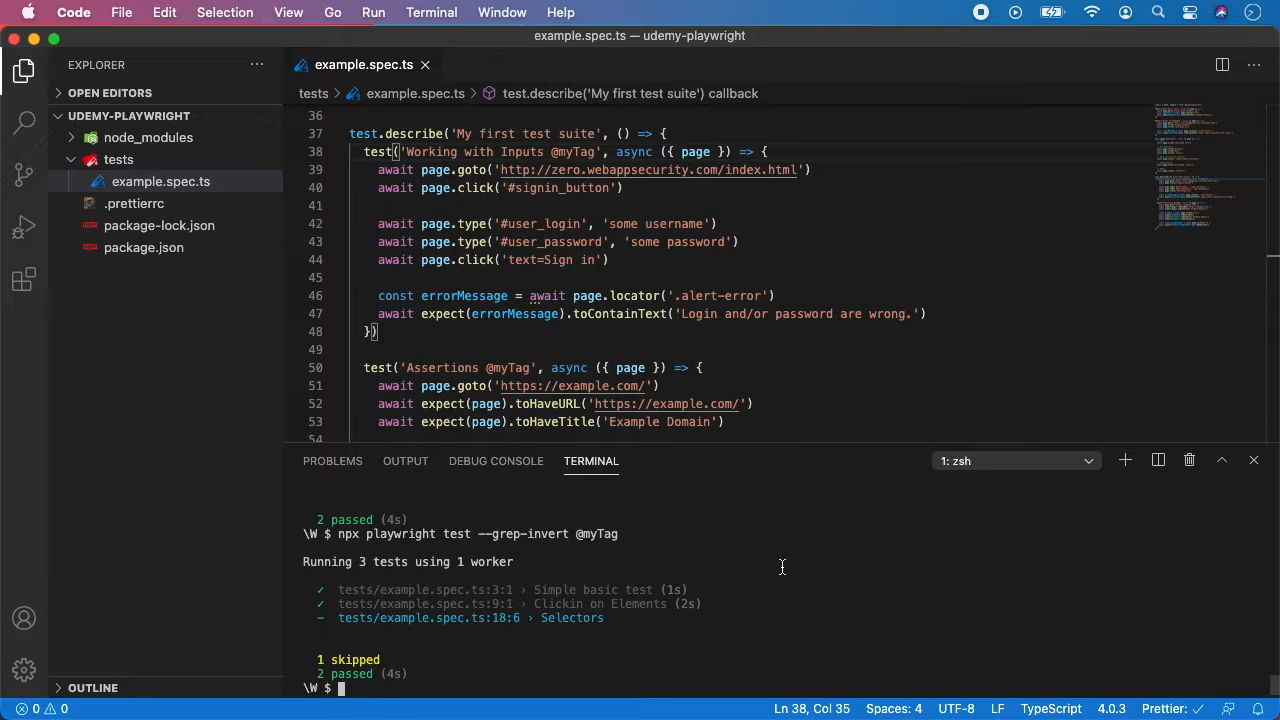 Code File Edit Selection View Go Run Terminal Window Help
example.spec.ts — udemy-playwright
EXPLORER
example.spec.ts
OPEN EDITORS
tests > example.spec.ts > test.describe('My first test suite') callback
UDEMY-PLAYWRIGHT
node_modules
tests
example.spec.ts
.prettierrc
package-lock.json
package.json
OUTLINE
36
37 test.describe('My first test suite', () => {
38 test('Working with Inputs @myTag', async ({ page }) => {
39 await page.goto('http://zero.webappsecurity.com/index.html')
40 await page.click('#signin_button')
41
42 await page.type('#user_login', 'some username')
43 await page.type('#user_password', 'some password')
44 await page.click('text=Sign in')
45
46 const errorMessage = await page.locator('.alert-error')
47 await expect(errorMessage).toContainText('Login and/or password are wrong.')
48 })
49
50 test('Assertions @myTag', async ({ page }) => {
51 await page.goto('https://example.com/')
52 await expect(page).toHaveURL('https://example.com/')
53 await expect(page).toHaveTitle('Example Domain')
54
PROBLEMS OUTPUT DEBUG CONSOLE TERMINAL 1: zsh
2 passed (4s)
\W $ npx playwright test --grep-invert @myTag
Running 3 tests using 1 worker
✓ tests/example.spec.ts:3:1 › Simple basic test (1s)
✓ tests/example.spec.ts:9:1 › Clickin on Elements (2s)
- tests/example.spec.ts:18:6 › Selectors
1 skipped
2 passed (4s)
\W $
0 0 Ln 38, Col 35 Spaces: 4 UTF-8 LF TypeScript 4.0.3 Prettier: ✓